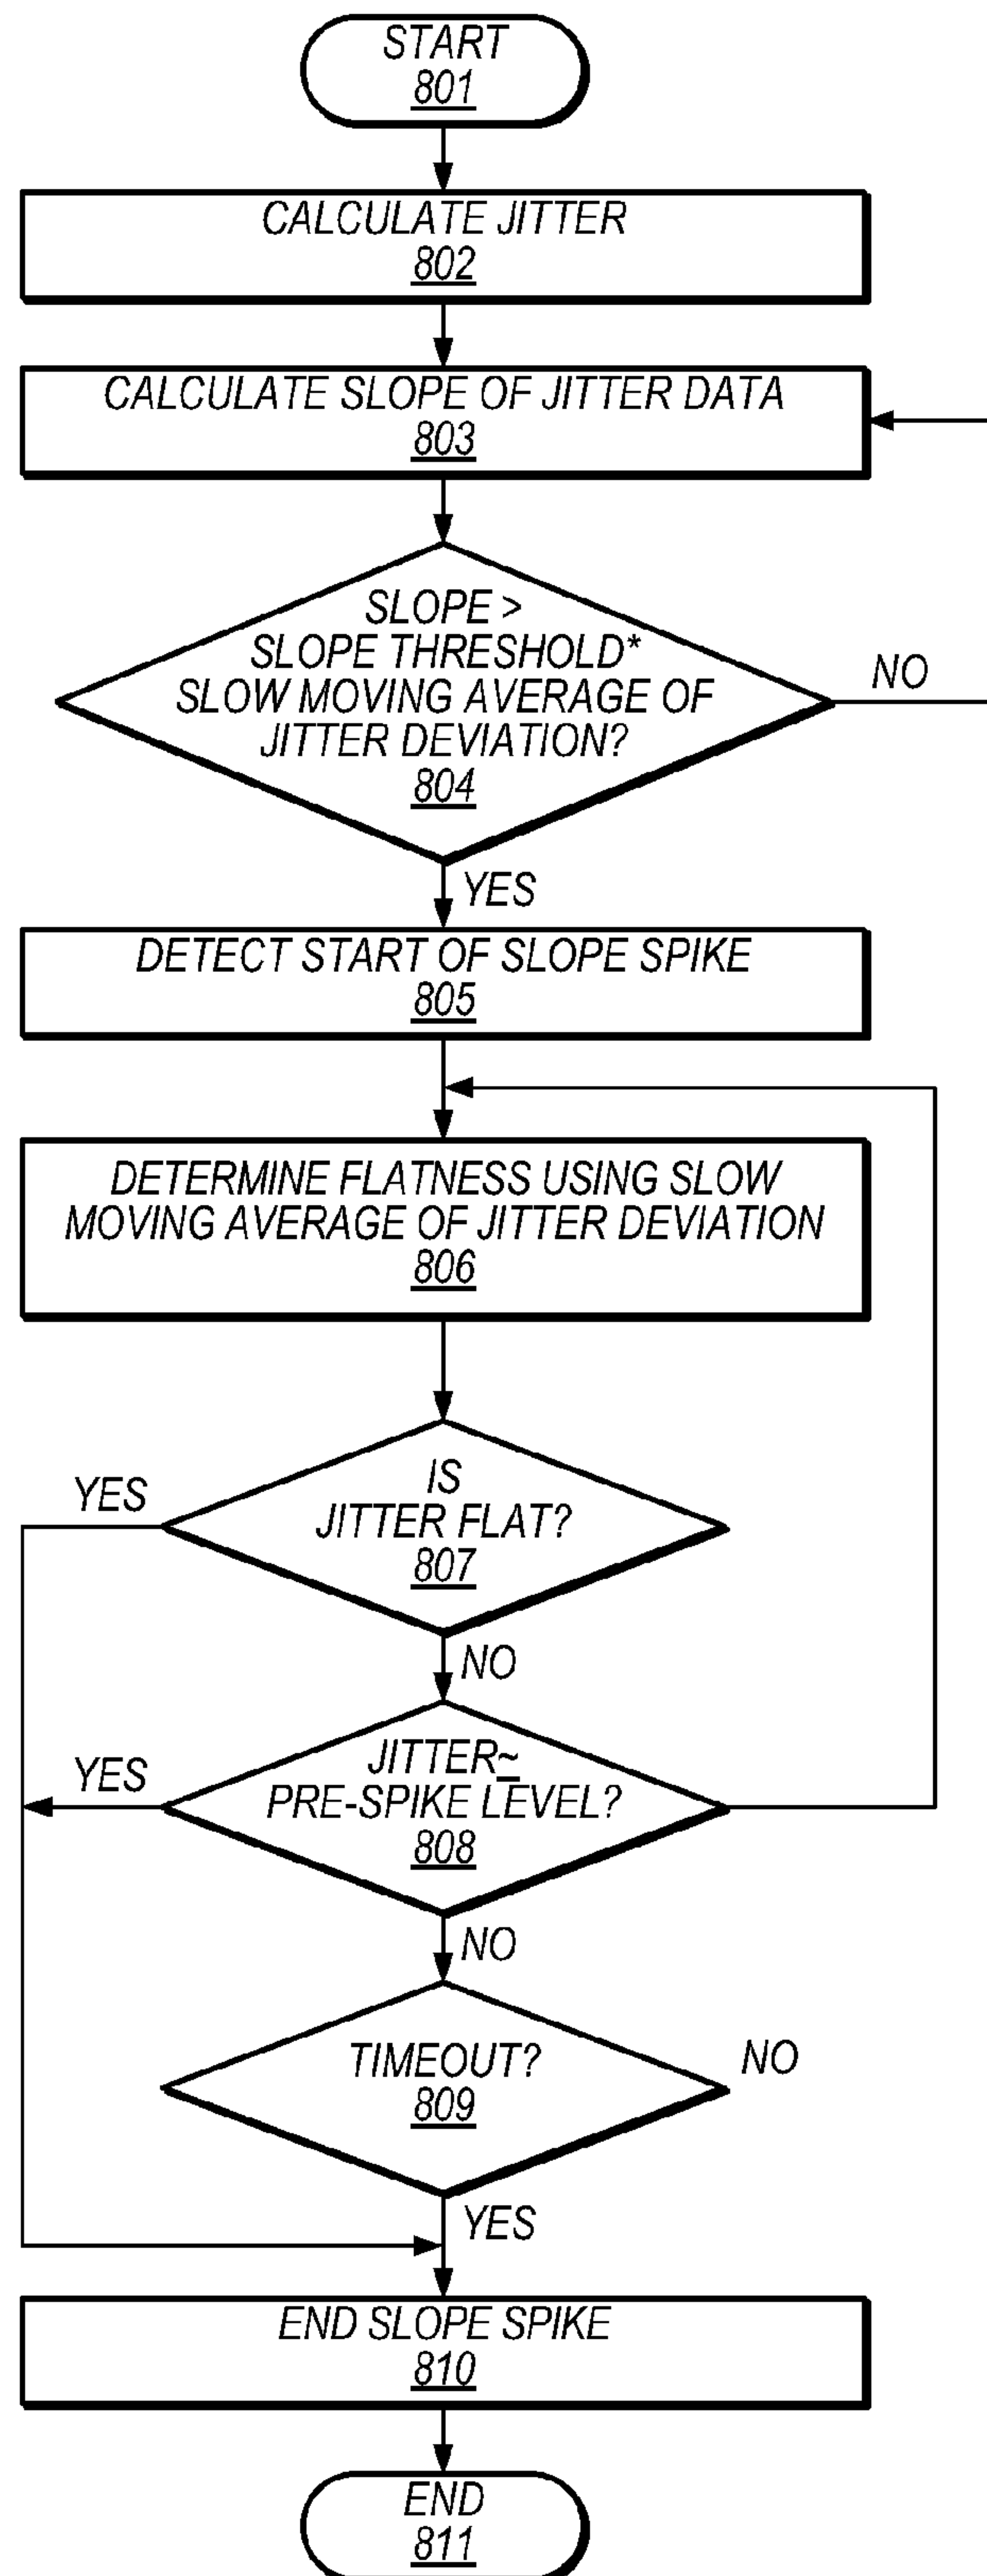 START
801
CALCULATE JITTER
802
CALCULATE SLOPE OF JITTER DATA
803
SLOPE >
SLOPE THRESHOLD*
SLOW MOVING AVERAGE OF
JITTER DEVIATION?
804
NO
YES
DETECT START OF SLOPE SPIKE
805
DETERMINE FLATNESS USING SLOW
MOVING AVERAGE OF JITTER DEVIATION
806
YES
IS
JITTER FLAT?
807
NO
YES
JITTER~
PRE-SPIKE LEVEL?
808
NO
TIMEOUT?
809
NO
YES
END SLOPE SPIKE
810
END
811